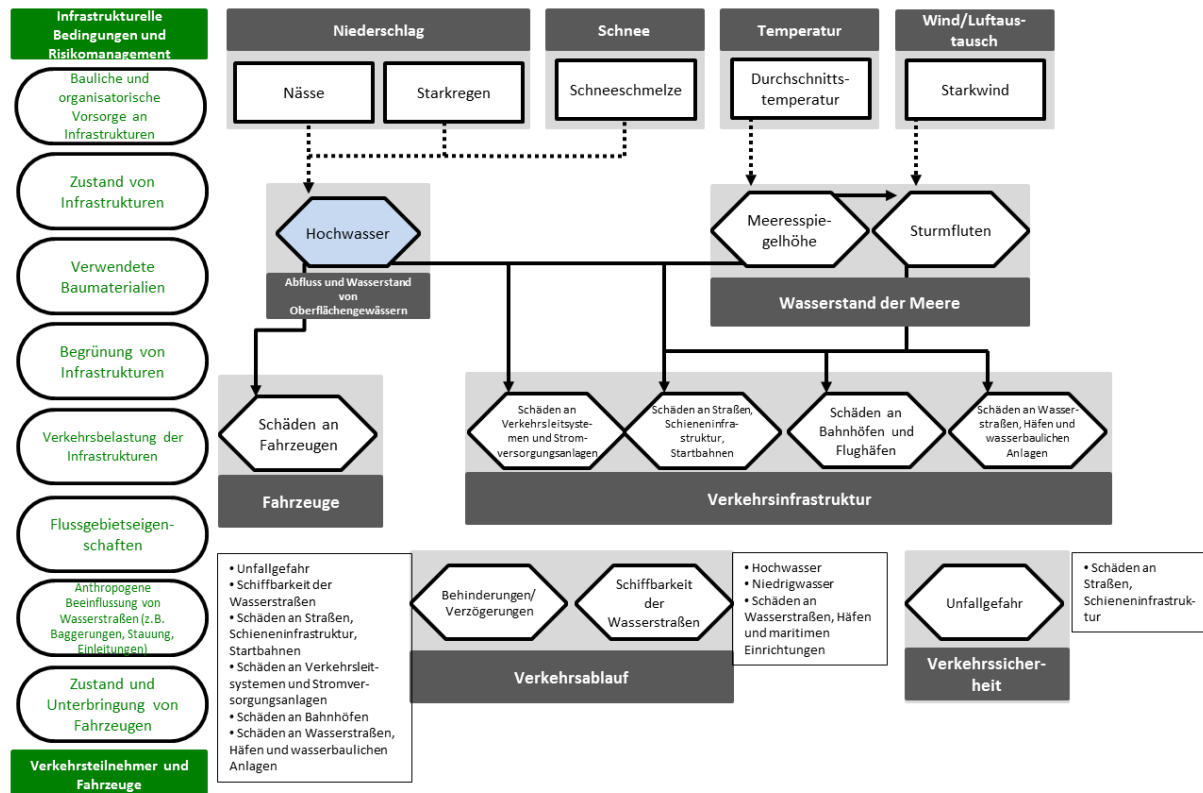 Infrastrukturelle
Bedingungen und
Risikomanagement
Bauliche und
organisatorische
Vorsorge an
Infrastrukturen
Zustand von
Infrastrukturen
Verwendete
Baumaterialien
Begrünung von
Infrastrukturen
Verkehrsbelastung der
Infrastrukturen
Flussgebietseigen-
schaften
Anthropogene
Beeinflussung von
Wasserstraßen (z.B.
Baggerungen, Stauung,
Einleitungen)
Zustand und
Unterbringung von
Fahrzeugen
Verkehrsteilnehmer und
Fahrzeuge
Niederschlag
Nässe
Starkregen
Schnee
Schneeschmelze
Temperatur
Durchschnitts-
temperatur
Wind/Luftaus-
tausch
Starkwind
Hochwasser
Abfluss und Wasserstand
von
Oberflächengewässern
Meeresspie-
gelhöhe
Sturmfluten
Wasserstand der Meere
Schäden an
Fahrzeugen
Fahrzeuge
Schäden an
Verkehrsleitsyste-
men und Strom-
versorgungsanlagen
Schäden an Straßen,
Schieneninfra-
struktur,
Startbahnen
Schäden an
Bahnhöfen und
Flughäfen
Schäden an Wasser-
straßen, Häfen und
wasserbaulichen
Anlagen
Verkehrsinfrastruktur
• Unfallgefahr
• Schiffbarkeit der
Wasserstraßen
• Schäden an Straßen,
Schieneninfrastruktur,
Startbahnen
• Schäden an Verkehrsleit-
systemen und Stromver-
sorgungsanlagen
• Schäden an Bahnhöfen
• Schäden an Wasserstraßen,
Häfen und wasserbaulichen
Anlagen
Behinderungen/
Verzögerungen
Schiffbarkeit
der
Wasserstraßen
Verkehrsablauf
• Hochwasser
• Niedrigwasser
• Schäden an
Wasserstraßen, Häfen
und maritimen
Einrichtungen
Unfallgefahr
Verkehrssicher-
heit
• Schäden an
Straßen,
Schieneninfrastruk-
tur